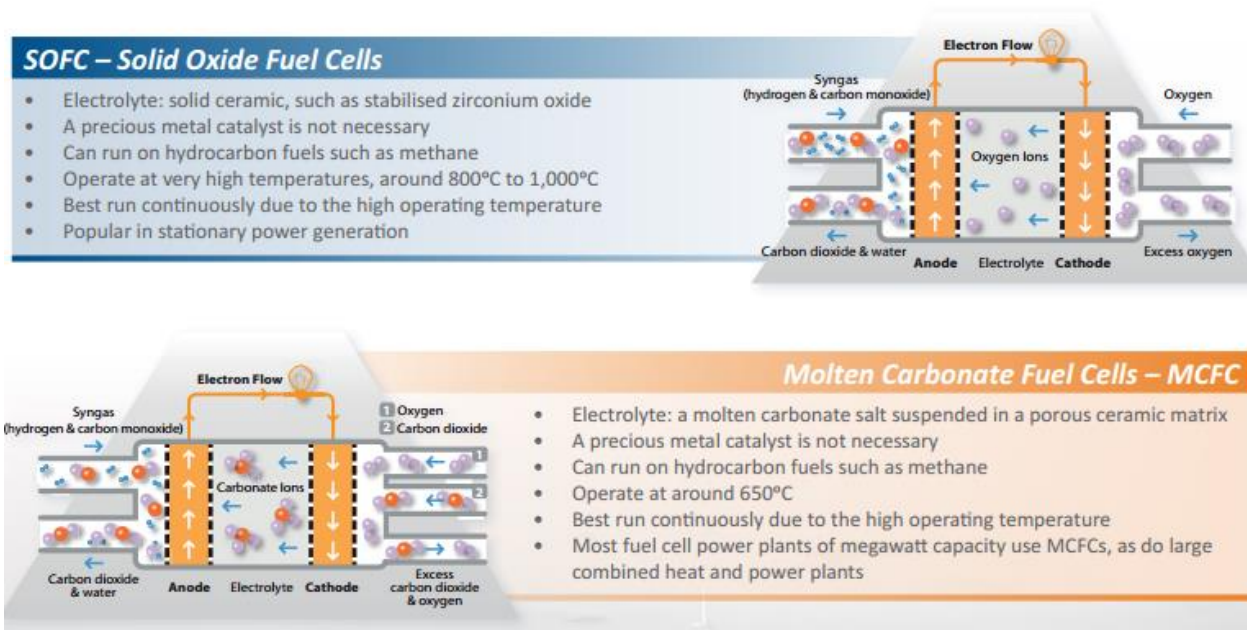 SOFC – Solid Oxide Fuel Cells
• Electrolyte: solid ceramic, such as stabilised zirconium oxide
• A precious metal catalyst is not necessary
• Can run on hydrocarbon fuels such as methane
• Operate at very high temperatures, around 800°C to 1,000°C
• Best run continuously due to the high operating temperature
• Popular in stationary power generation
Electron Flow
Syngas
(hydrogen & carbon monoxide)
Oxygen
Oxygen Ions
Carbon dioxide & water
Excess oxygen
Anode Electrolyte Cathode
Molten Carbonate Fuel Cells – MCFC
Electron Flow
Syngas
(hydrogen & carbon monoxide)
1 Oxygen
2 Carbon dioxide
1
Carbonate Ions
2
Carbon dioxide
& water
Anode Electrolyte Cathode
Excess
carbon dioxide
& oxygen
• Electrolyte: a molten carbonate salt suspended in a porous ceramic matrix
• A precious metal catalyst is not necessary
• Can run on hydrocarbon fuels such as methane
• Operate at around 650°C
• Best run continuously due to the high operating temperature
• Most fuel cell power plants of megawatt capacity use MCFCs, as do large
combined heat and power plants